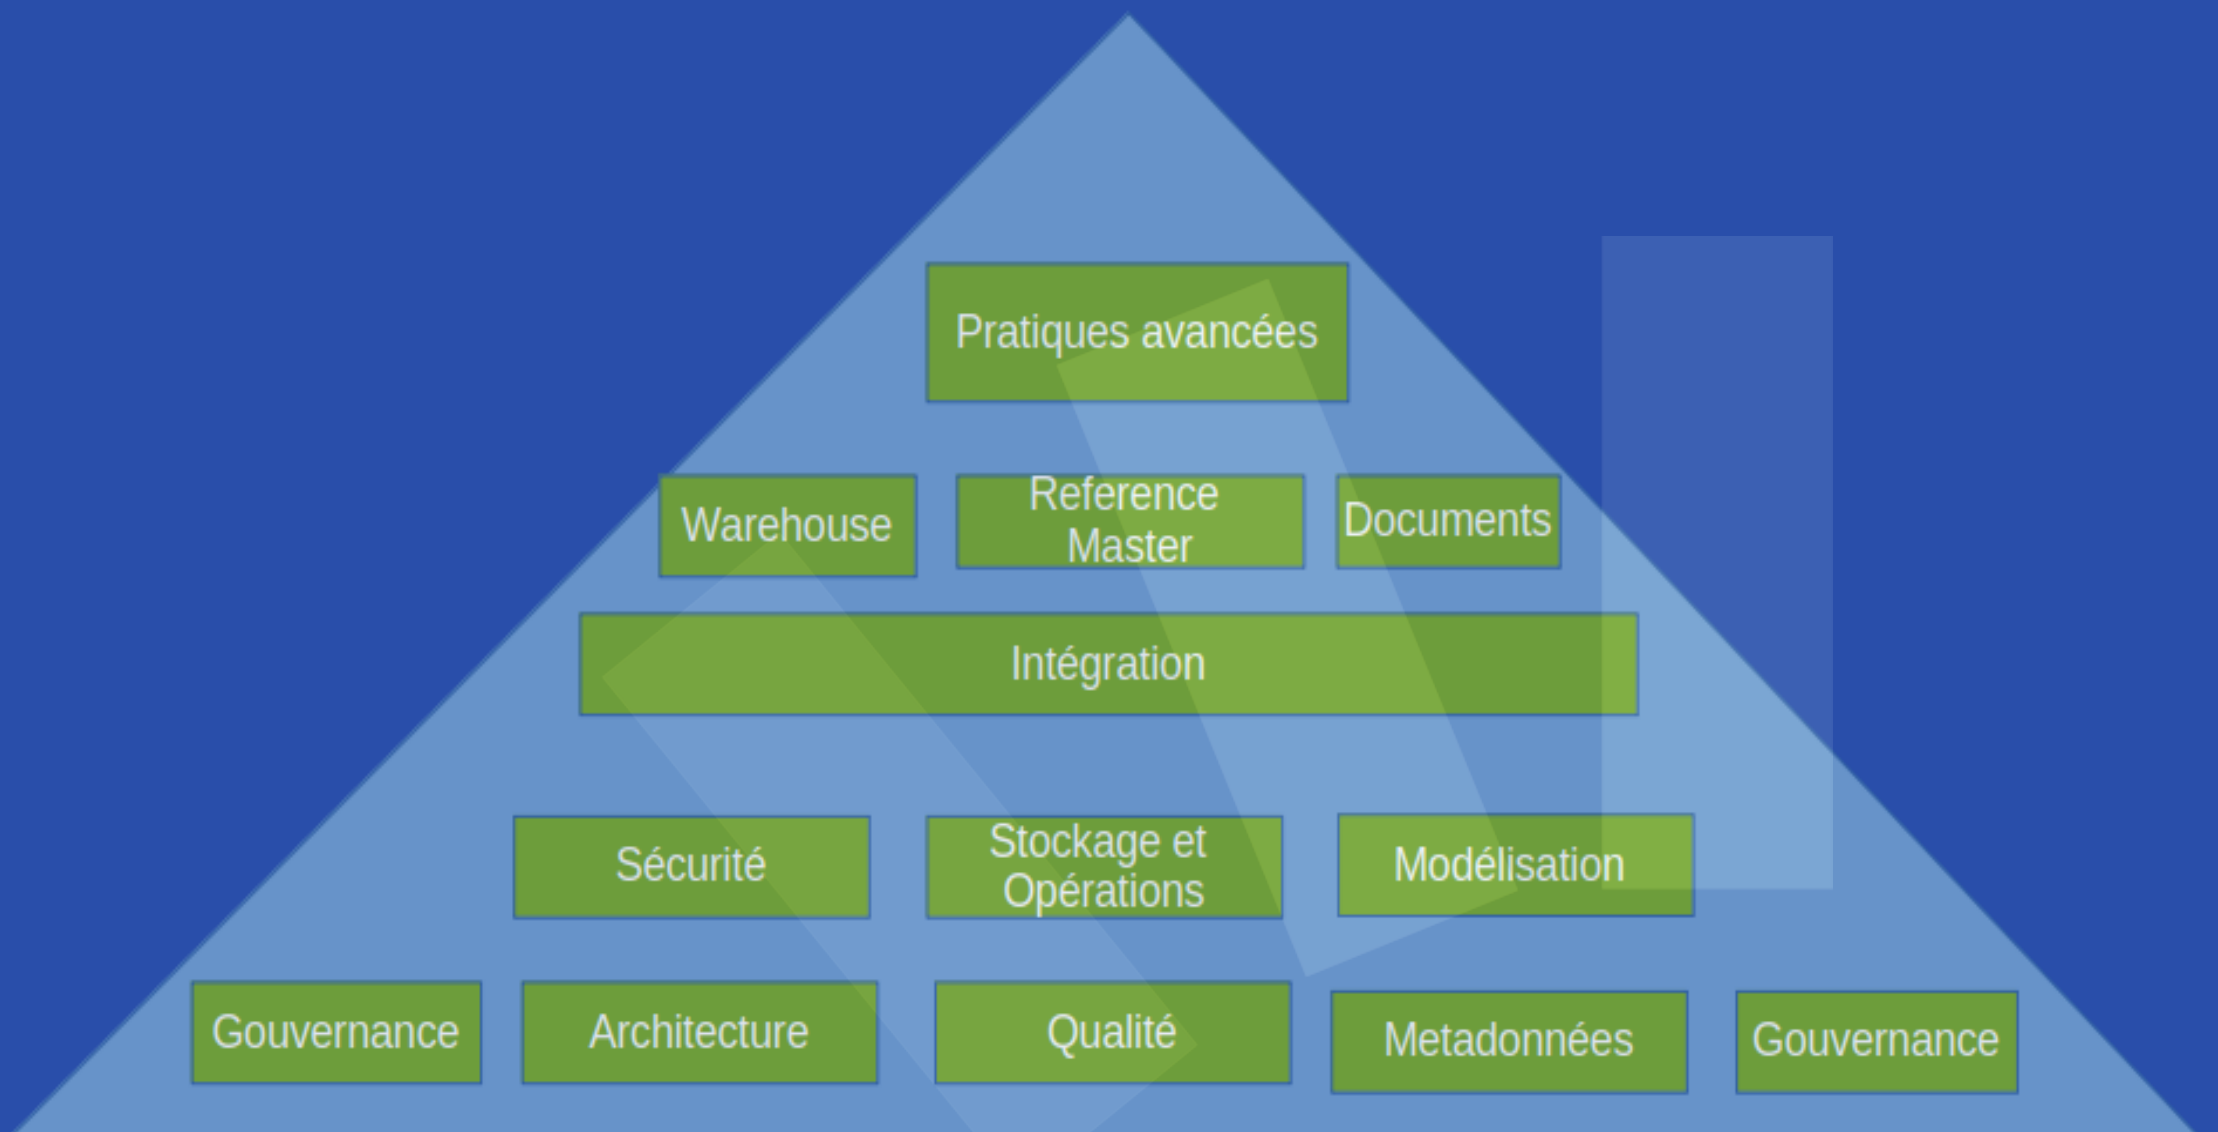 Pratiques avancées
Warehouse
Reference
Master
Documents
Intégration
Sécurité
Stockage et
Opérations
Modélisation
Gouvernance
Architecture
Qualité
Metadonnées
Gouvernance